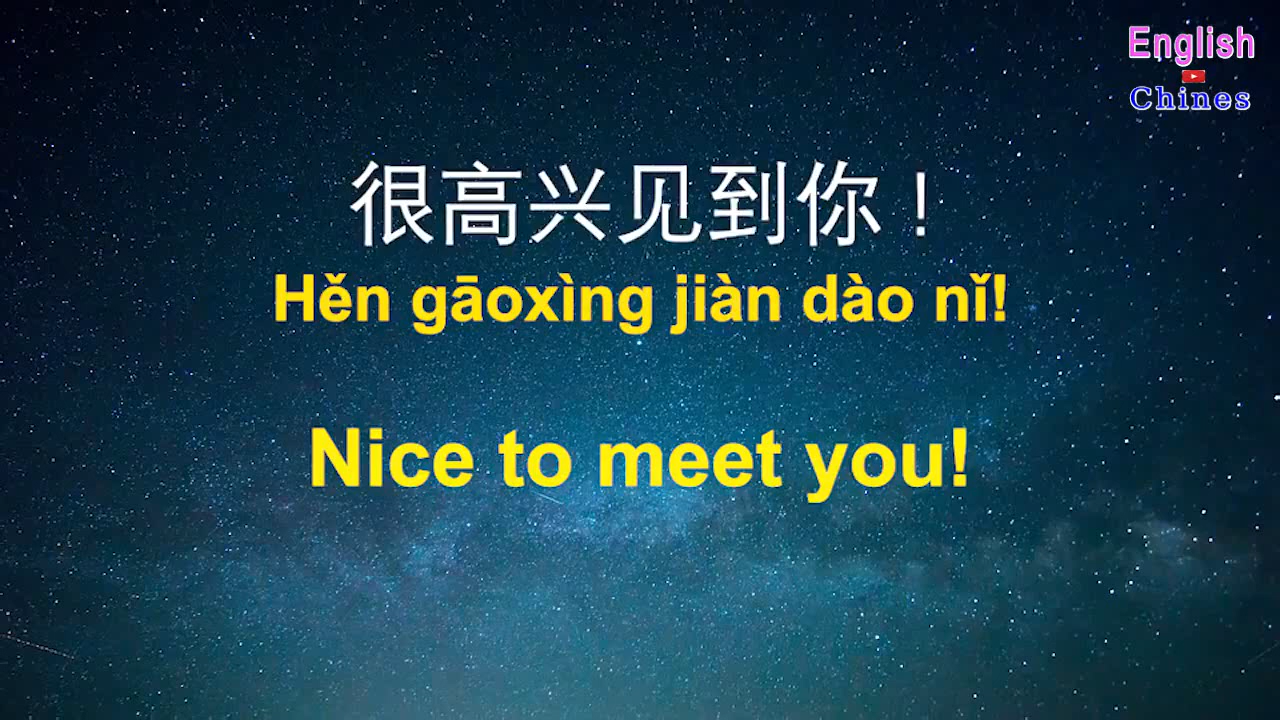 English
Chines
很高兴见到你！
Hěn gāoxìng jiàn dào nǐ!
Nice to meet you!